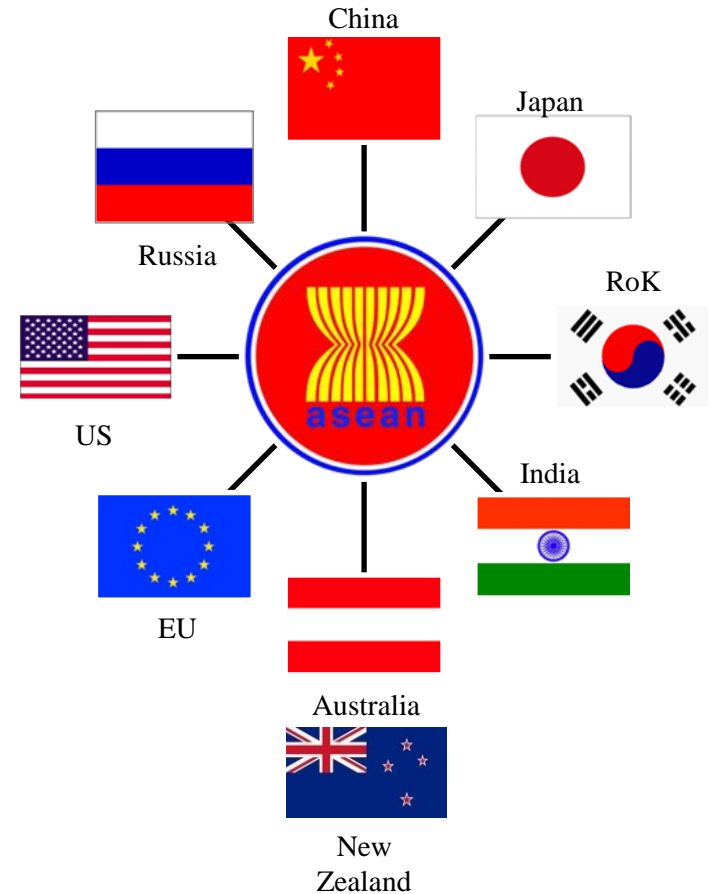 China
Japan
Russia
RoK
asean
US
India
EU
Australia
New
Zealand